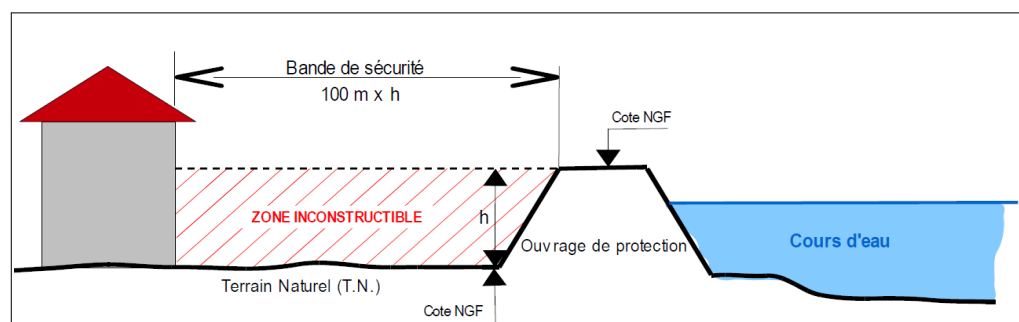 Bande de sécurité
100 m x h
Cote NGF
ZONE INCONSTRUCTIBLE
h
Ouvrage de protection
Cours d'eau
Terrain Naturel (T.N.)
Cote NGF